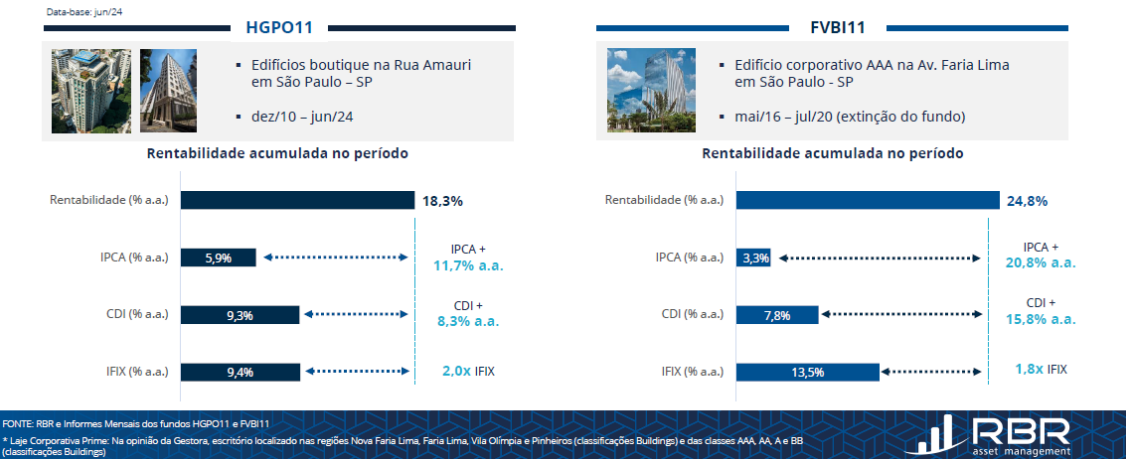 Data-base: jun/24
HGPO11
▪ Edifícios boutique na Rua Amauri
em São Paulo – SP
▪ dez/10 – jun/24
Rentabilidade acumulada no período
Rentabilidade (% a.a.)
18,3%
IPCA (% a.a.)
5,9%
IPCA +
11,7% a.a.
CDI (% a.a.)
9,3%
CDI +
8,3% a.a.
IFIX (% a.a.)
9,4%
2,0x IFIX
FVBI11
▪ Edifício corporativo AAA na Av. Faria Lima
em São Paulo - SP
▪ mai/16 – jul/20 (extinção do fundo)
Rentabilidade acumulada no período
Rentabilidade (% a.a.)
24,8%
IPCA (% a.a.)
3,3%
IPCA +
20,8% a.a.
CDI (% a.a.)
7,8%
CDI +
15,8% a.a.
IFIX (% a.a.)
13,5%
1,8x IFIX
FONTE: RBR e Informes Mensais dos fundos HGPO11 e FVBI11
* Laje Corporativa Prime: Na opinião da Gestora, escritório localizado nas regiões Nova Faria Lima, Faria Lima, Vila Olímpia e Pinheiros (classificações Buildings) e das classes AAA, AA, A e BB
(classificações Buildings)
RBR
asset management